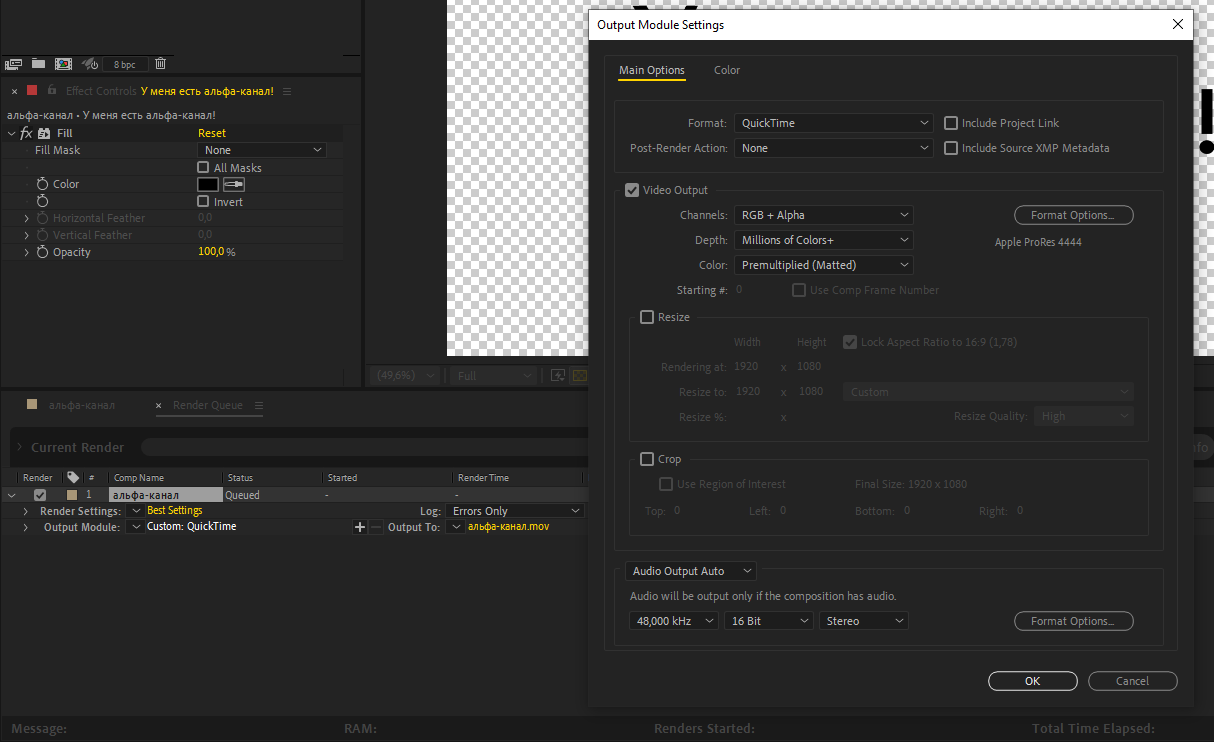 Output Module Settings
8 bpc
Effect Controls У меня есть альфа-канал!
альфа-канал • У меня есть альфа-канал!
fx Fill Reset
Fill Mask None
All Masks
Color
Invert
Horizontal Feather 0,0
Vertical Feather 0,0
Opacity 100,0 %
(49,6%) Full
Main Options Color
Format: QuickTime Include Project Link
Post-Render Action: None Include Source XMP Metadata
Video Output
Channels: RGB + Alpha Format Options...
Depth: Millions of Colors+ Apple ProRes 4444
Color: Premultiplied (Matted)
Starting #: 0 Use Comp Frame Number
Resize
Width Height Lock Aspect Ratio to 16:9 (1,78)
Rendering at: 1920 x 1080
Resize to: 1920 x 1080 Custom
Resize %: x Resize Quality: High
Crop
Use Region of Interest Final Size: 1920 x 1080
Top: 0 Left: 0 Bottom: 0 Right: 0
Audio Output Auto
Audio will be output only if the composition has audio.
48,000 kHz 16 Bit Stereo Format Options...
OK Cancel
альфа-канал Render Queue
Current Render
Render # Comp Name Status Started Render Time
1 альфа-канал Queued - -
Render Settings: Best Settings Log: Errors Only
Output Module: Custom: QuickTime Output To: альфа-канал.mov
Message: RAM: Renders Started: Total Time Elapsed: